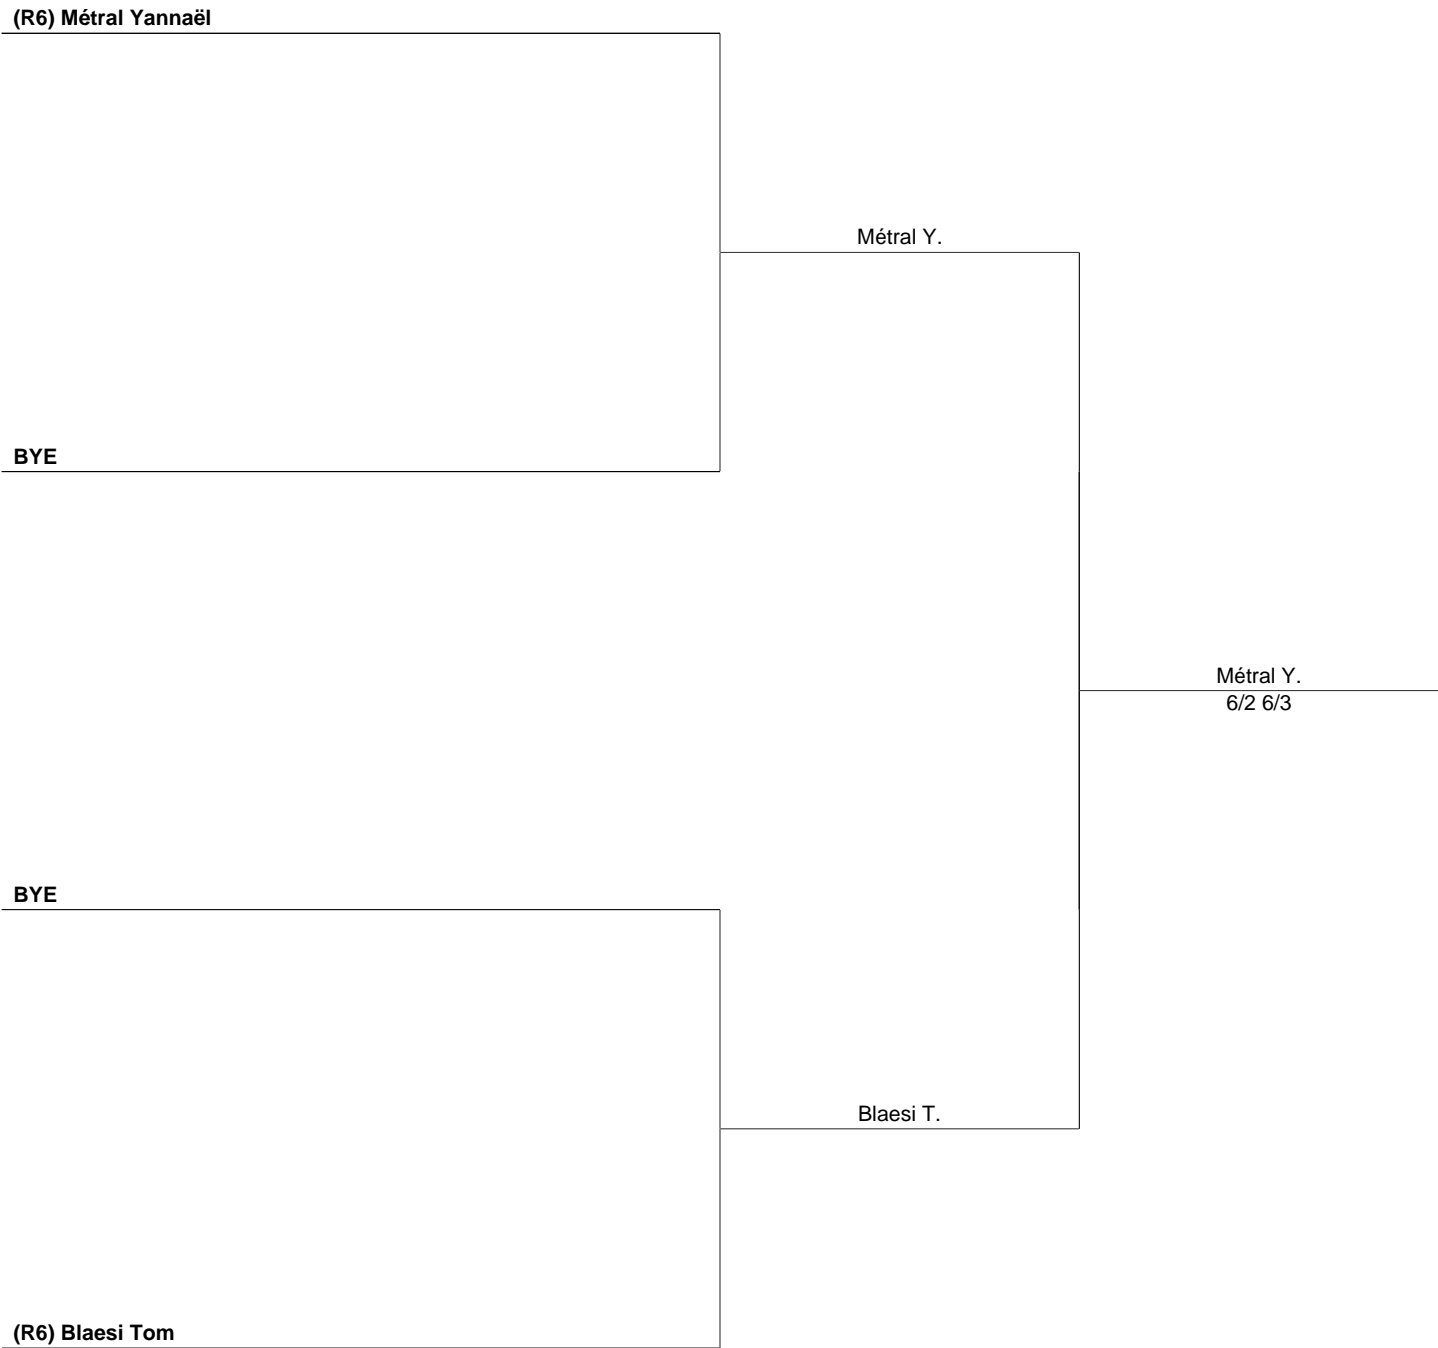 (R6) Métral Yannaël
Métral Y.
BYE
Métral Y.
6/2 6/3
BYE
Blaesi T.
(R6) Blaesi Tom